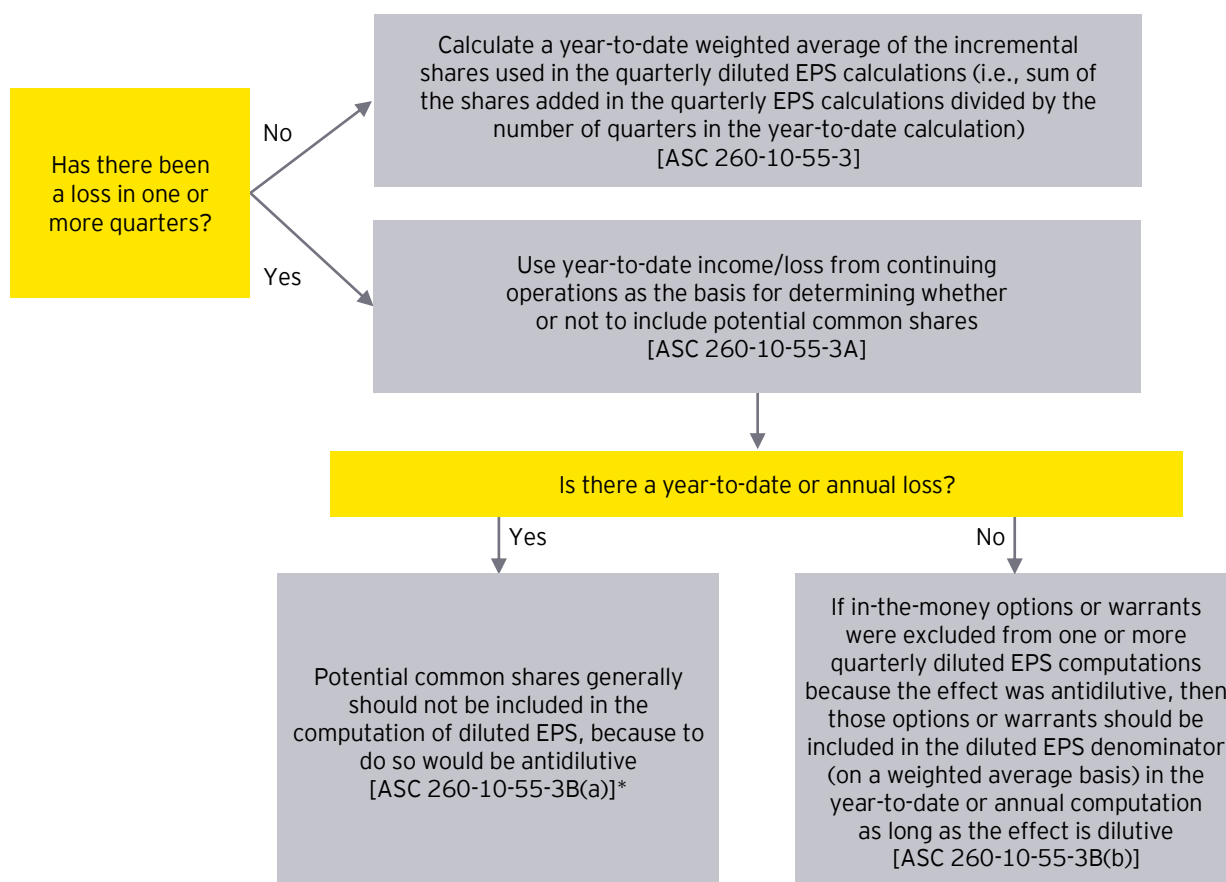 Calculate a year-to-date weighted average of the incremental
shares used in the quarterly diluted EPS calculations (i.e., sum of
the shares added in the quarterly EPS calculations divided by the
number of quarters in the year-to-date calculation)
[ASC 260-10-55-3]
No
Has there been
a loss in one or
more quarters?
Yes
Use year-to-date income/loss from continuing
operations as the basis for determining whether
or not to include potential common shares
[ASC 260-10-55-3A]
Is there a year-to-date or annual loss?
Yes
No
Potential common shares generally
should not be included in the
computation of diluted EPS, because to
do so would be antidilutive
[ASC 260-10-55-3B(a)]*
If in-the-money options or warrants
were excluded from one or more
quarterly diluted EPS computations
because the effect was antidilutive, then
those options or warrants should be
included in the diluted EPS denominator
(on a weighted average basis) in the
year-to-date or annual computation
as long as the effect is dilutive
[ASC 260-10-55-3B(b)]